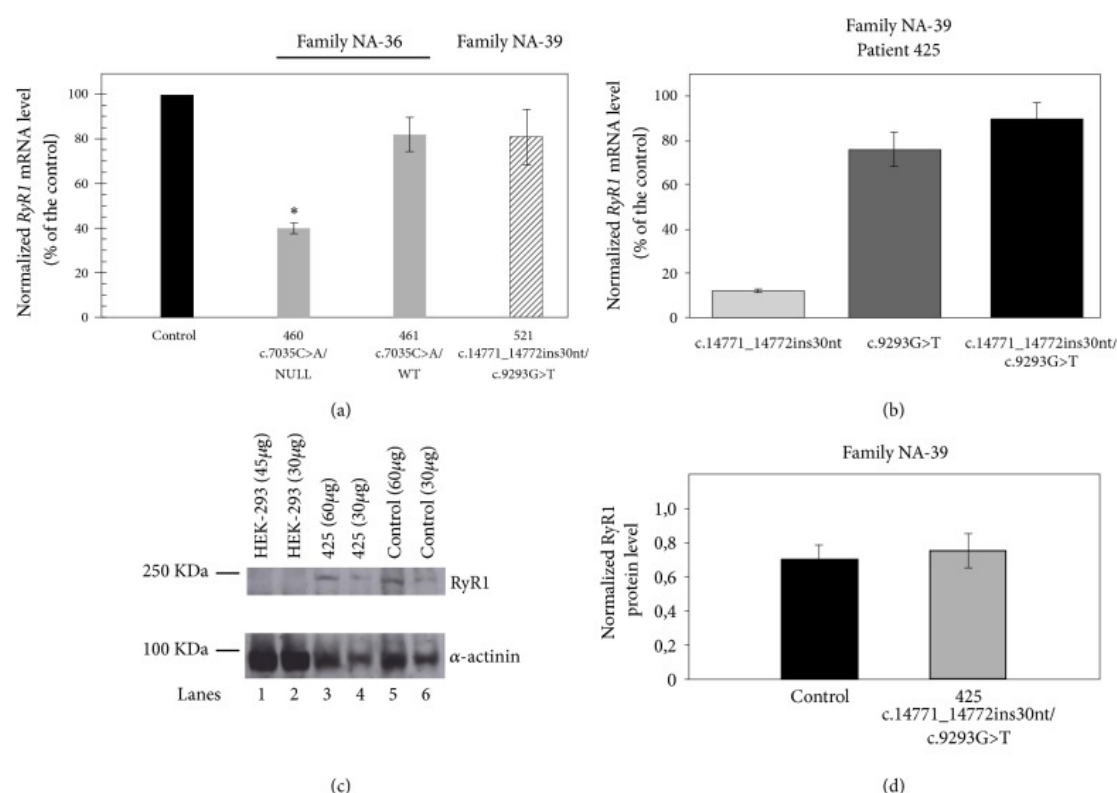 Family NA-36 Family NA-39
Normalized RyR1 mRNA level
(% of the control)
100
80
60
40
20
0
*
Control
460
c.7035C>A/
NULL
461
c.7035C>A/
WT
521
c.14771_14772ins30nt/
c.9293G>T
(a)
Family NA-39
Patient 425
Normalized RyR1 mRNA level
(% of the control)
100
80
60
40
20
0
c.14771_14772ins30nt
c.9293G>T
c.14771_14772ins30nt/
c.9293G>T
(b)
HEK-293 (45μg)
HEK-293 (30μg)
425 (60μg)
425 (30μg)
Control (60μg)
Control (30μg)
250 KDa
RyR1
100 KDa
α-actinin
Lanes 1 2 3 4 5 6
(c)
Family NA-39
Normalized RyR1
protein level
1,0
0,8
0,6
0,4
0,2
0
Control
425
c.14771_14772ins30nt/
c.9293G>T
(d)